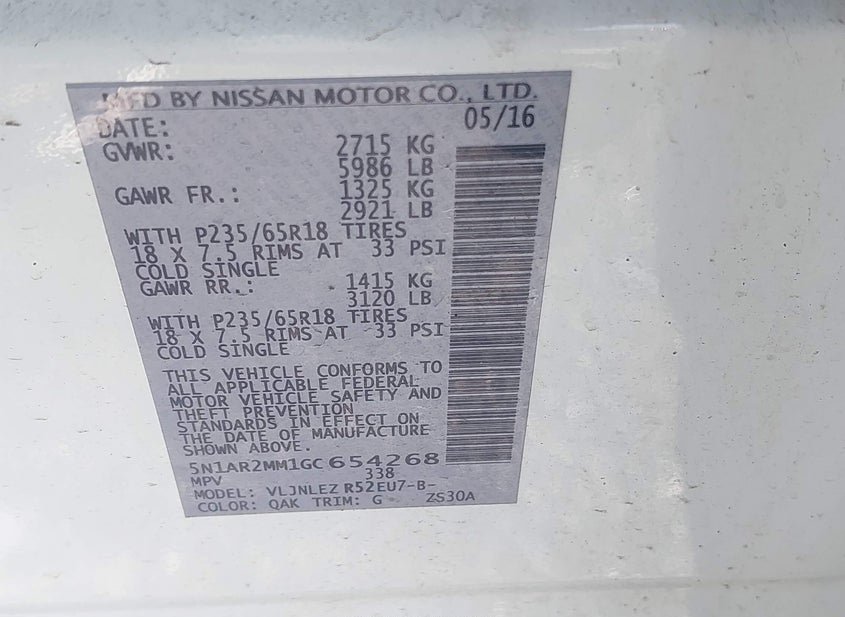 MFD BY NISSAN MOTOR CO., LTD.
DATE: 05/16
GVWR: 2715 KG
5986 LB
GAWR FR.: 1325 KG
2921 LB
WITH P235/65R18 TIRES
18 X 7.5 RIMS AT 33 PSI
COLD SINGLE
GAWR RR.: 1415 KG
3120 LB
WITH P235/65R18 TIRES
18 X 7.5 RIMS AT 33 PSI
COLD SINGLE
THIS VEHICLE CONFORMS TO
ALL APPLICABLE FEDERAL
MOTOR VEHICLE SAFETY AND
THEFT PREVENTION
STANDARDS IN EFFECT ON
THE DATE OF MANUFACTURE
SHOWN ABOVE.
5N1AR2MM1GC654268
MPV 338
MODEL: VLJNLEZ R52EU7-B-
COLOR: QAK TRIM: G ZS30A